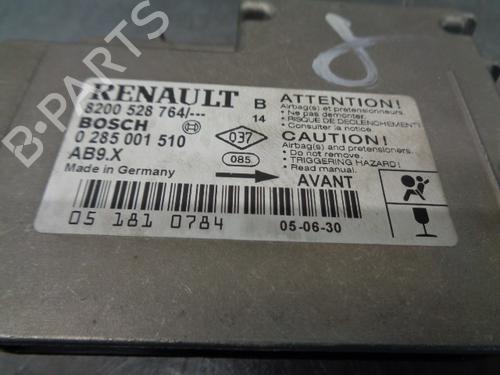 B-PARTS
RENAULT B
8200 528 764/--- 14
BOSCH
0 285 001 510 037
AB9.X 085
Made in Germany AVANT
05 181 0784 05-06-30
ATTENTION!
Airbag(s) et pretensionneurs.
• Ne pas demonter.
• RISQUE DE DECLENCHEMENT!
• Consulter la notice.
CAUTION!
Airbag(s) and pretensioners.
• Do not remove.
• TRIGGERING HAZARD!
• Read manual.